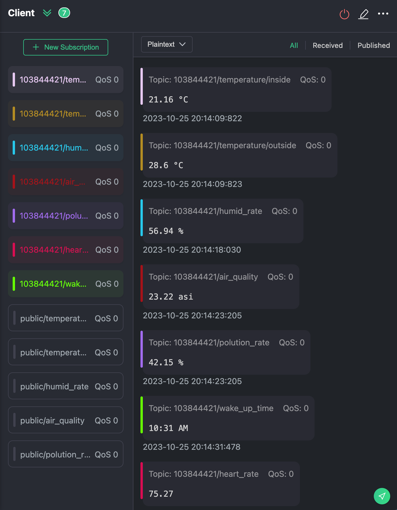 Client 7
+ New Subscription
Plaintext
All Received Published
103844421/tem... QoS 0
103844421/tem... QoS 0
103844421/hum... QoS 0
103844421/air_... QoS 0
103844421/polu... QoS 0
103844421/hear... QoS 0
103844421/wak... QoS 0
public/temperat... QoS 0
public/temperat... QoS 0
public/humid_rate QoS 0
public/air_quality QoS 0
public/polution_r... QoS 0
Topic: 103844421/temperature/inside QoS: 0
21.16 °C
2023-10-25 20:14:09:822
Topic: 103844421/temperature/outside QoS: 0
28.6 °C
2023-10-25 20:14:09:823
Topic: 103844421/humid_rate QoS: 0
56.94 %
2023-10-25 20:14:18:030
Topic: 103844421/air_quality QoS: 0
23.22 asi
2023-10-25 20:14:23:205
Topic: 103844421/polution_rate QoS: 0
42.15 %
2023-10-25 20:14:23:205
Topic: 103844421/wake_up_time QoS: 0
10:31 AM
2023-10-25 20:14:31:478
Topic: 103844421/heart_rate QoS: 0
75.27